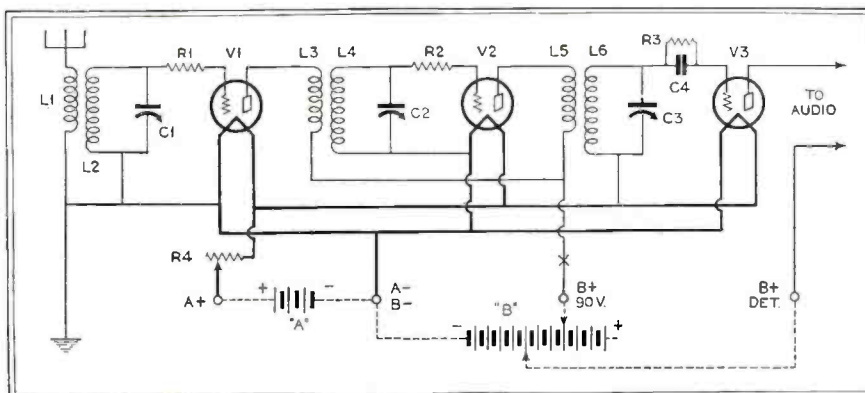 R1 V1 L3 L4 R2 V2 L5 L6 R3 V3
C4
L1 C1 C2 C3 TO AUDIO
L2
R4
A+ + - A- B- B+ 90V. B+ DET.
"A" "B"
- +